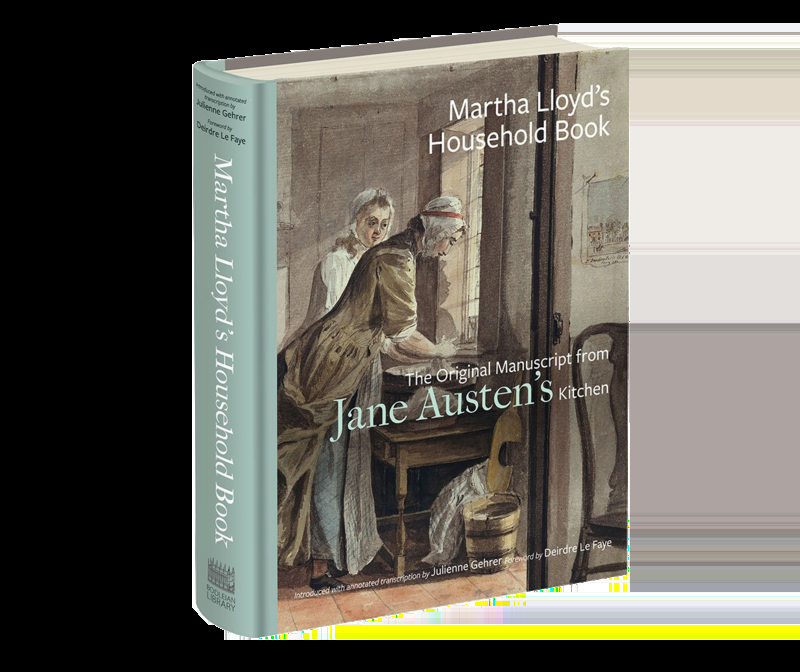 Introduced with annotated
transcription by
Julienne Gehrer
Foreword by
Deirdre Le Faye
Martha Lloyd's Household Book
BODLEIAN
LIBRARY
Martha Lloyd's
Household Book
The Original Manuscript from
Jane Austen's Kitchen
Introduced with annotated transcription by Julienne Gehrer Foreword by Deirdre Le Faye